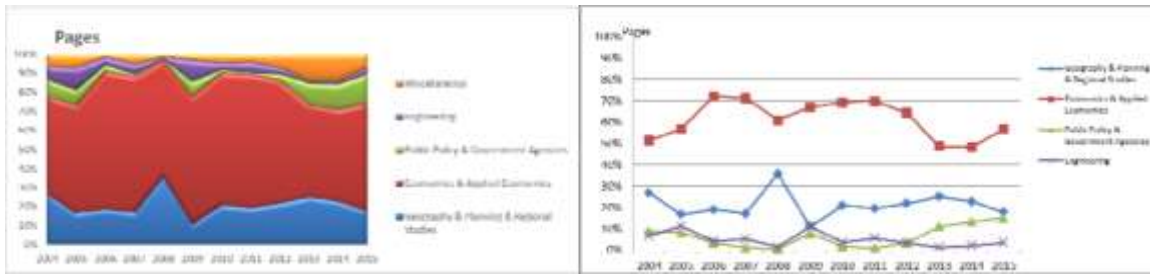 Pages
100%
90%
80%
70%
60%
50%
40%
30%
20%
10%
0%
2004 2005 2006 2007 2008 2009 2010 2011 2012 2013 2014 2015
Miscellaneous
Engineering
Public Policy & Government Agencies
Economics & Applied Economics
Geography & Planning & Regional
Studies
Pages
100%
90%
80%
70%
60%
50%
40%
30%
20%
10%
0%
2004 2005 2006 2007 2008 2009 2010 2011 2012 2013 2014 2015
Geography & Planning
& Regional Studies
Economics & Applied
Economics
Public Policy &
Government Agencies
Engineering